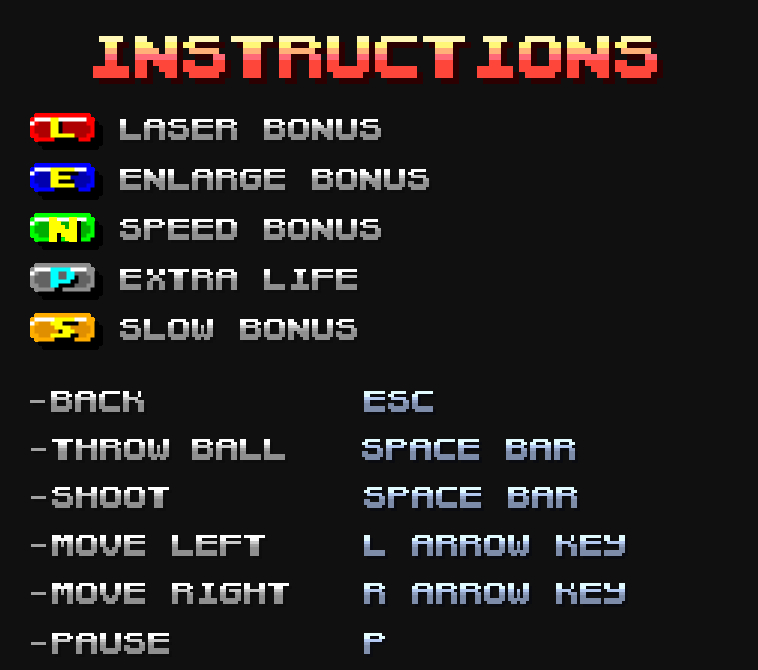 INSTRUCTIONS
L LASER BONUS
E ENLARGE BONUS
N SPEED BONUS
P EXTRA LIFE
S SLOW BONUS
-BACK ESC
-THROW BALL SPACE BAR
-SHOOT SPACE BAR
-MOVE LEFT L ARROW KEY
-MOVE RIGHT R ARROW KEY
-PAUSE P